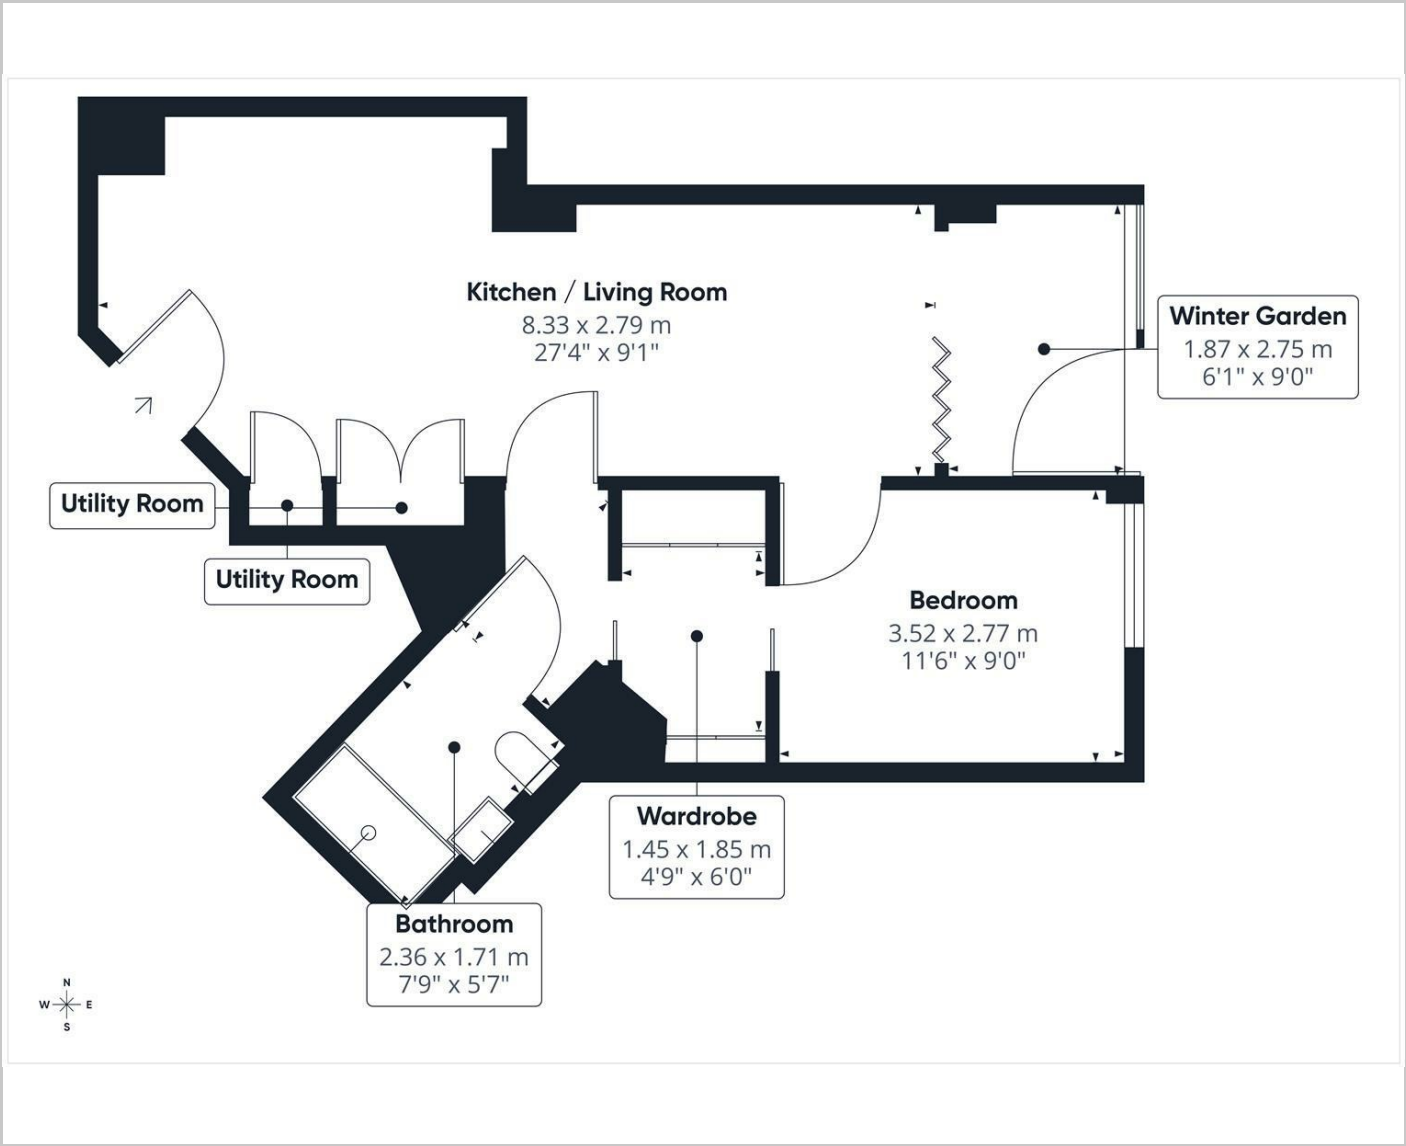 Kitchen / Living Room
8.33 x 2.79 m
27'4" x 9'1"
Winter Garden
1.87 x 2.75 m
6'1" x 9'0"
Utility Room
Utility Room
Bedroom
3.52 x 2.77 m
11'6" x 9'0"
Wardrobe
1.45 x 1.85 m
4'9" x 6'0"
Bathroom
2.36 x 1.71 m
7'9" x 5'7"
N
W E
S